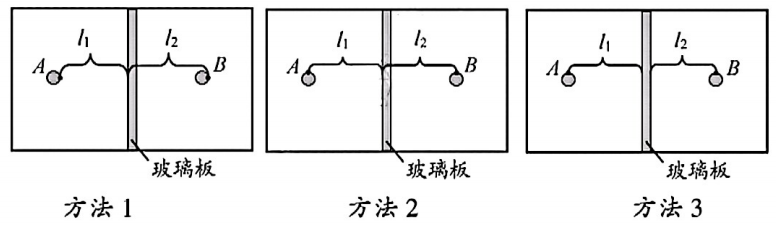 l₁ l₂ l₁ l₂ l₁ l₂
A B A B A B
玻璃板 玻璃板 玻璃板
方法1 方法2 方法3